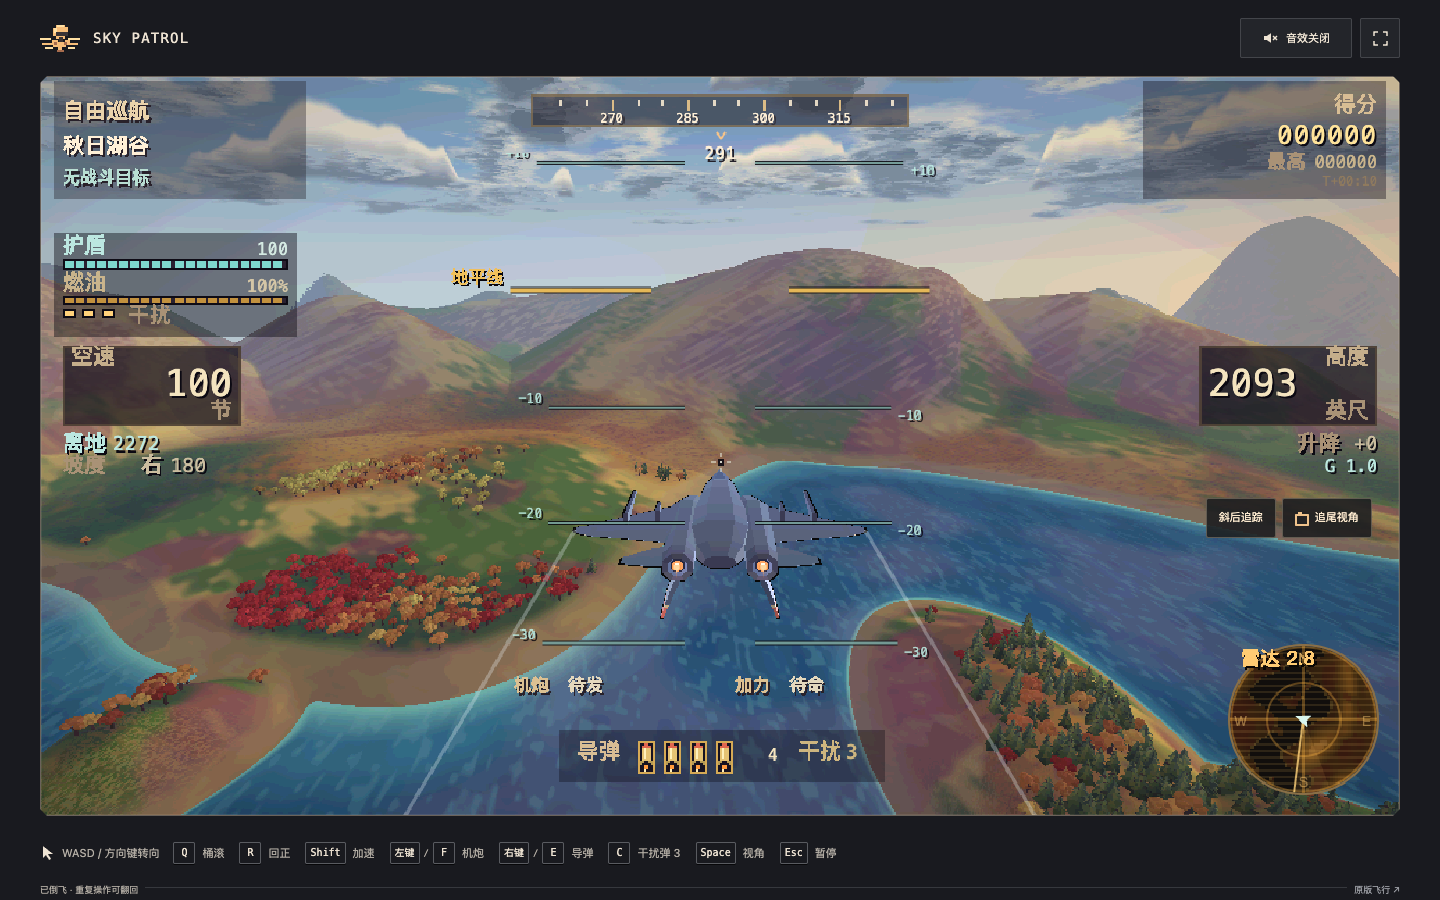 SKY PATROL
音效关闭
自由巡航
秋日湖谷
无战斗目标
270 285 300 315
291
得分
000000
最高 000000
T+00:10
+10 +10
护盾 100
燃油 100%
干扰
地平线
空速
100
节
离地 2272
坡度 右 180
高度
2093
英尺
升降 +0
G 1.0
-10 -10
-20 -20
-30 -30
斜后追踪
追尾视角
雷达 2.8
W E
S
机炮 待发 加力 待命
导弹 4 干扰 3
WASD / 方向键转向 Q 桶滚 R 回正 Shift 加速 左键 / F 机炮 右键 / E 导弹 C 干扰弹 3 Space 视角 Esc 暂停
已倒飞 · 重复操作可翻回
原版飞行 ↗